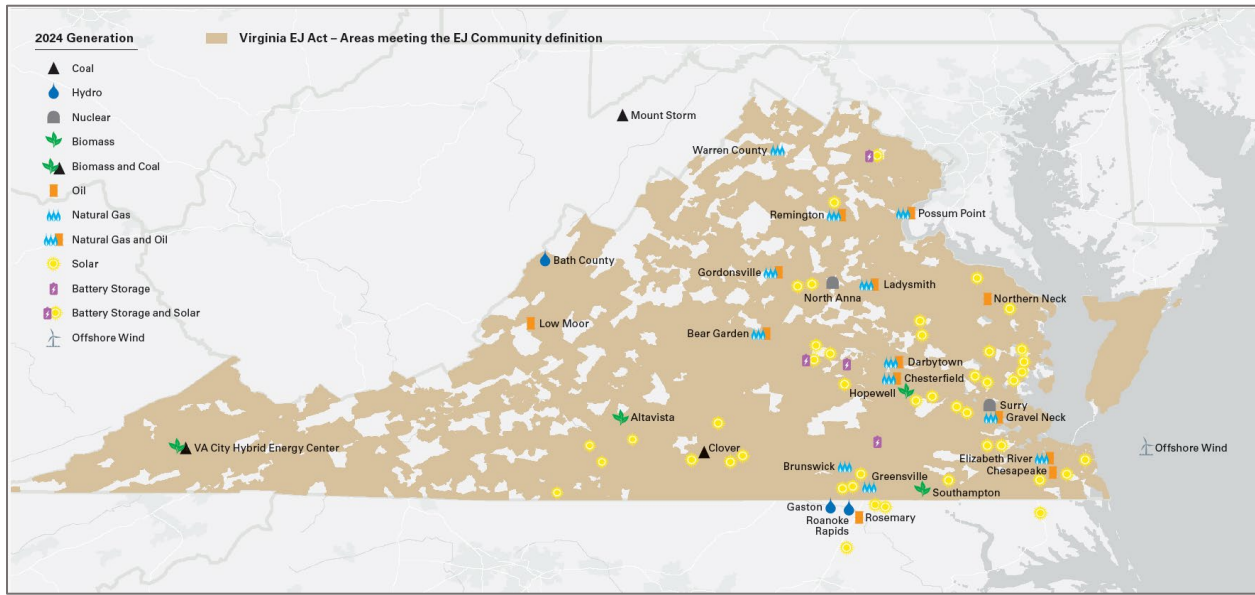 2024 Generation
Virginia EJ Act – Areas meeting the EJ Community definition
Coal
Hydro
Nuclear
Biomass
Biomass and Coal
Oil
Natural Gas
Natural Gas and Oil
Solar
Battery Storage
Battery Storage and Solar
Offshore Wind
Mount Storm
Warren County
Remington
Possum Point
Bath County
Gordonsville
North Anna
Ladysmith
Northern Neck
Low Moor
Bear Garden
Darbytown
Chesterfield
Hopewell
Surry
Gravel Neck
Altavista
VA City Hybrid Energy Center
Clover
Offshore Wind
Elizabeth River
Chesapeake
Brunswick
Greensville
Southampton
Gaston
Roanoke
Rapids
Rosemary